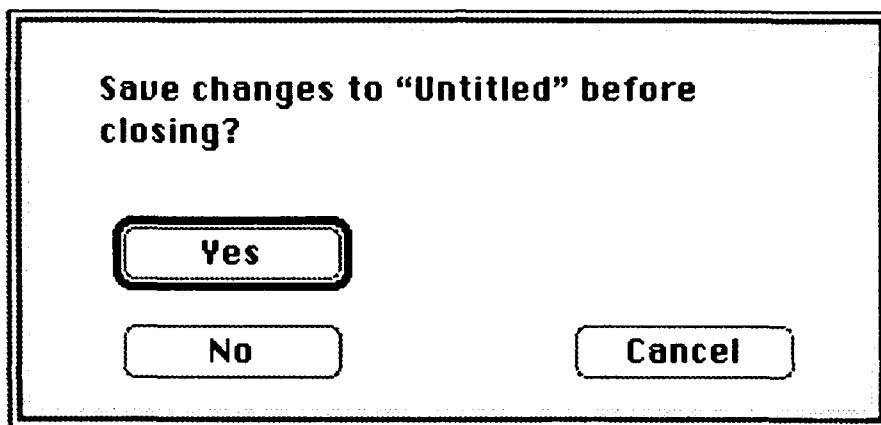 Save changes to “Untitled” before
closing?
Yes
No
Cancel